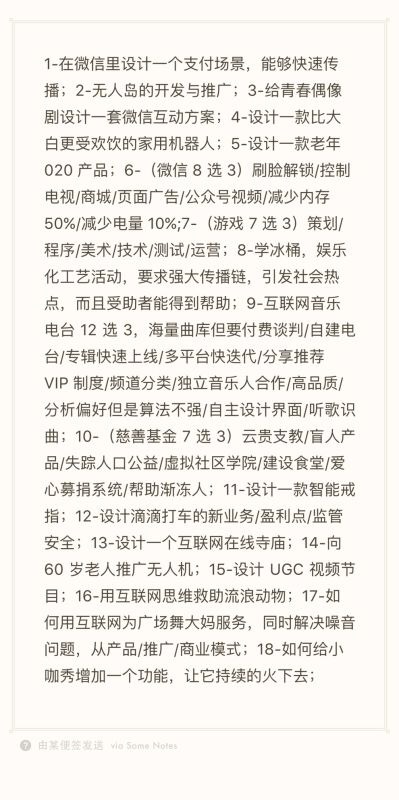 1-在微信里设计一个支付场景，能够快速传
播；2-无人岛的开发与推广；3-给青春偶像
剧设计一套微信互动方案；4-设计一款比大
白更受欢饮的家用机器人；5-设计一款老年
020 产品；6-（微信 8 选 3）刷脸解锁/控制
电视/商城/页面广告/公众号视频/减少内存
50%/减少电量 10%;7-（游戏 7 选 3）策划/
程序/美术/技术/测试/运营；8-学冰桶，娱乐
化工艺活动，要求强大传播链，引发社会热
点，而且受助者能得到帮助；9-互联网音乐
电台 12 选 3，海量曲库但要付费谈判/自建电
台/专辑快速上线/多平台快迭代/分享推荐
VIP 制度/频道分类/独立音乐人合作/高品质/
分析偏好但是算法不强/自主设计界面/听歌识
曲；10-（慈善基金 7 选 3）云贵支教/盲人产
品/失踪人口公益/虚拟社区学院/建设食堂/爱
心募捐系统/帮助渐冻人；11-设计一款智能戒
指；12-设计滴滴打车的新业务/盈利点/监管
安全；13-设计一个互联网在线寺庙；14-向
60 岁老人推广无人机；15-设计 UGC 视频节
目；16-用互联网思维救助流浪动物；17-如
何用互联网为广场舞大妈服务，同时解决噪音
问题，从产品/推广/商业模式；18-如何给小
咖秀增加一个功能，让它持续的火下去；
由某便签发送 via Some Notes